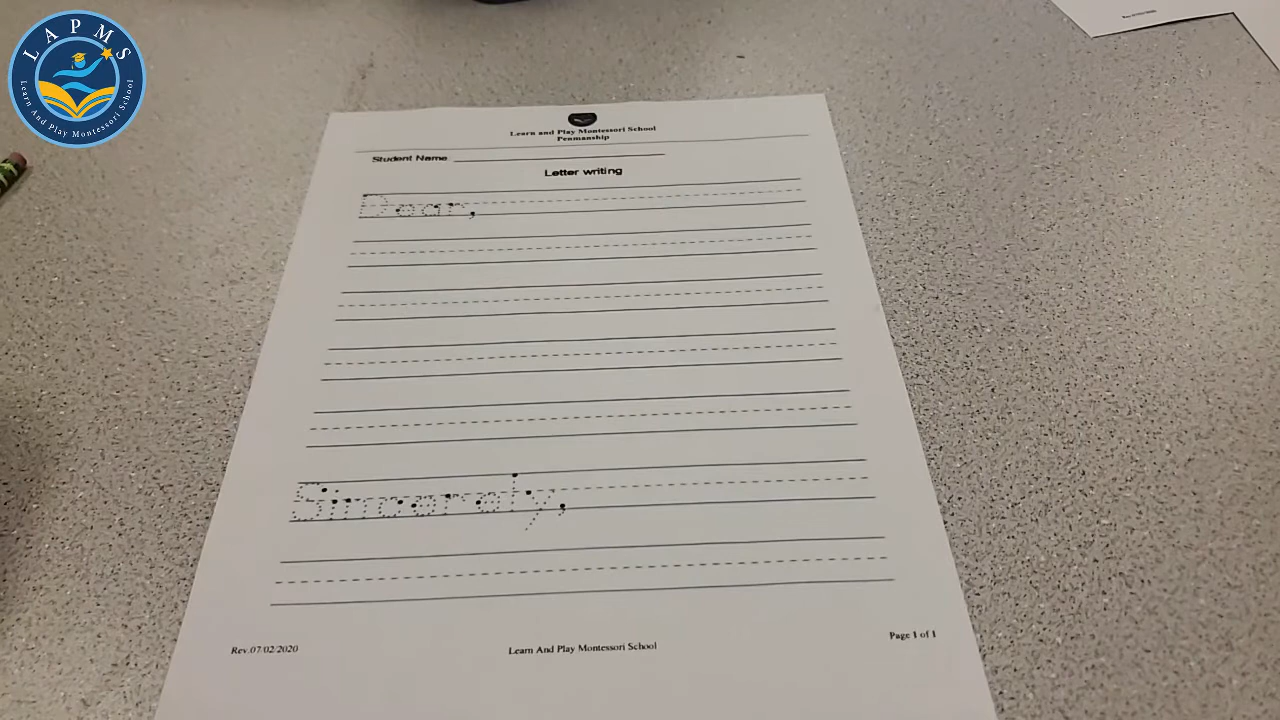 LAPMS
Learn And Play Montessori School
Learn and Play Montessori School
Penmanship
Student Name
Letter writing
Dear,
Sincerely,
Rev.07/02/2020
Learn And Play Montessori School
Page 1 of 1